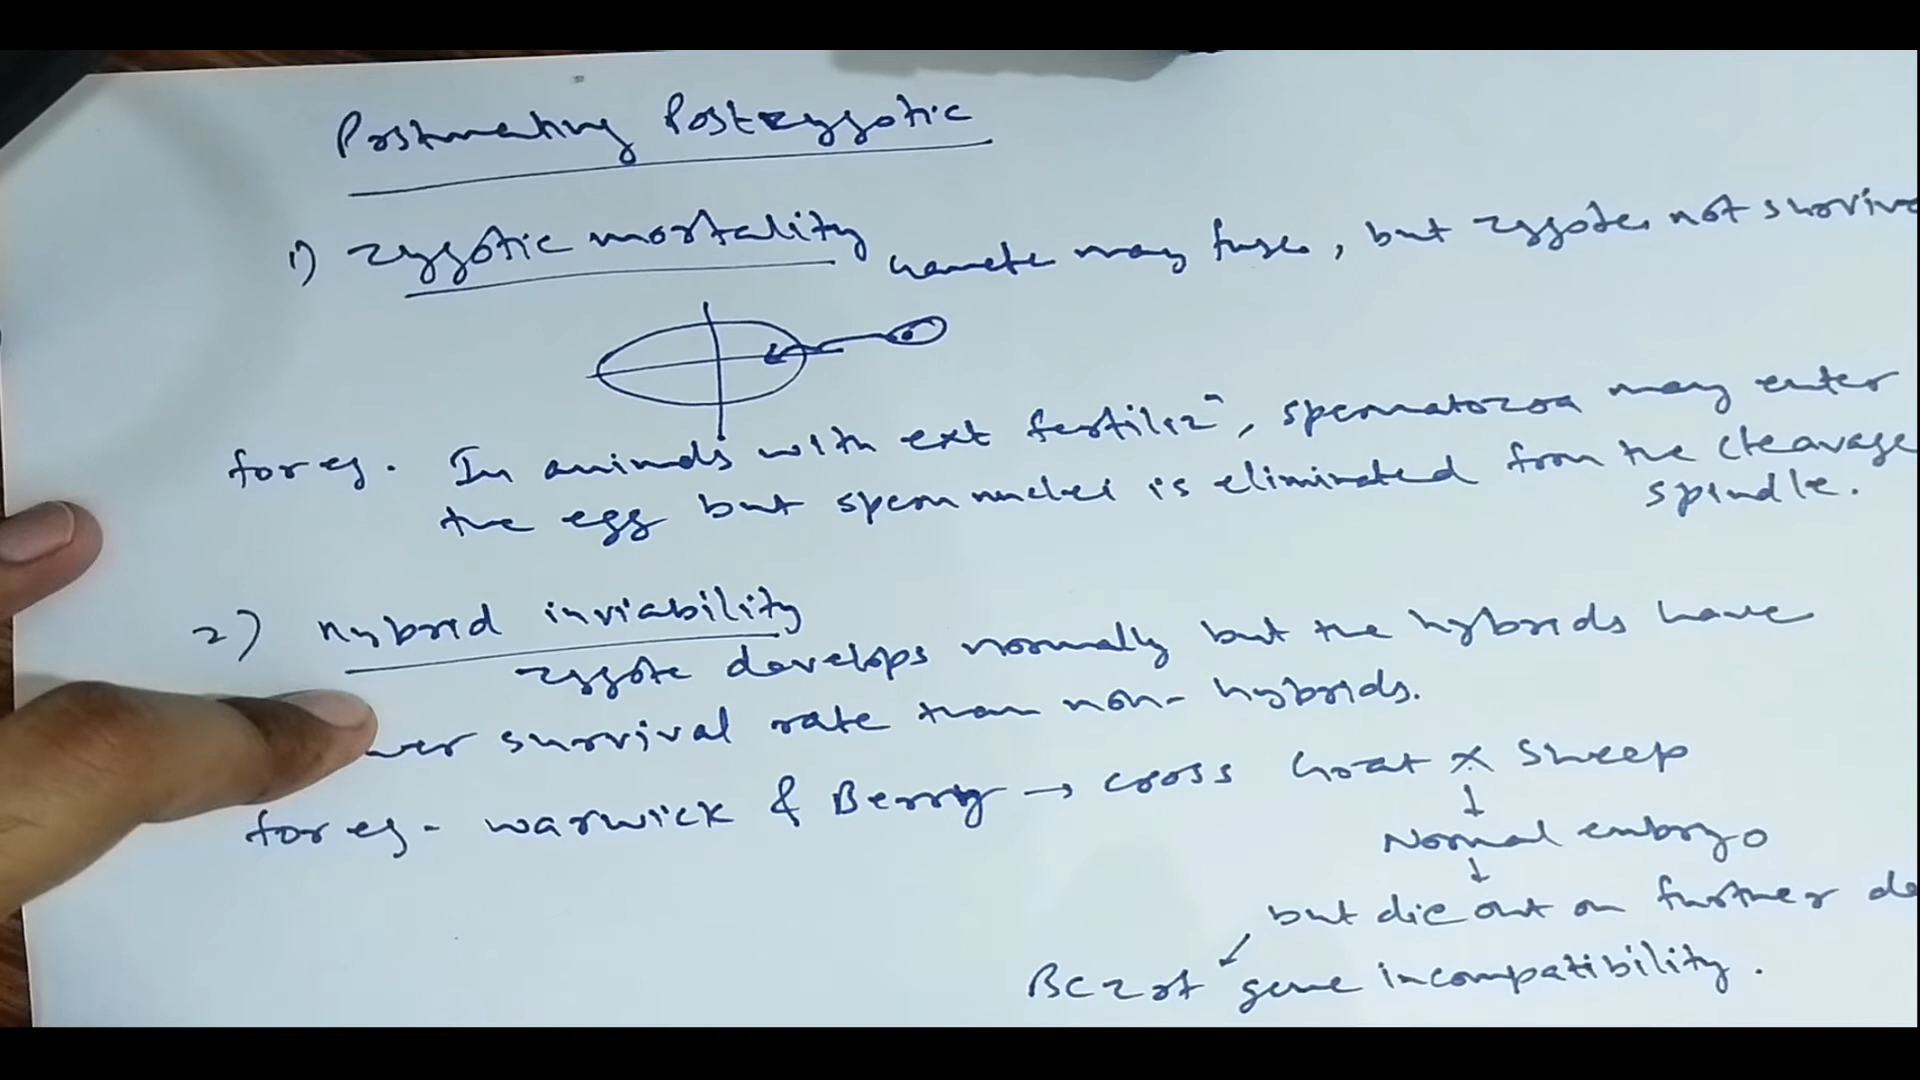 Postmating Postzygotic
1) Zygotic mortality
Gamete may fuse, but zygotes not surviv
for eg. In animals with ext fertilizⁿ, spermatozoa may enter
the egg but sperm nuclei is eliminated from the cleavage
spindle.
2) Hybrid inviability
Zygote develops normally but the hybrids have
wer survival rate than non-hybrids.
for eg - Warwick & Berry → cross Goat × Sheep
↓
Normal embryo
↓
but die out on further de
↙
Bcz of gene incompatibility.